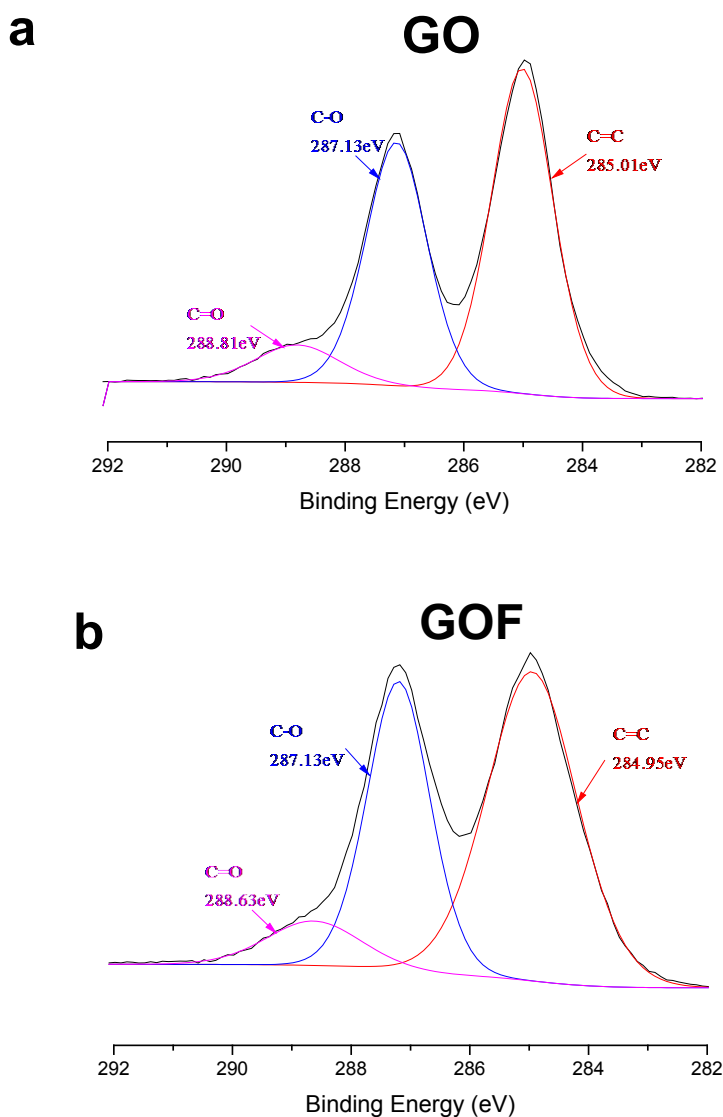 a
GO
C-O
287.13eV
C=C
285.01eV
C=O
288.81eV
292 290 288 286 284 282
Binding Energy (eV)
b
GOF
C-O
287.13eV
C=C
284.95eV
C=O
288.63eV
292 290 288 286 284 282
Binding Energy (eV)